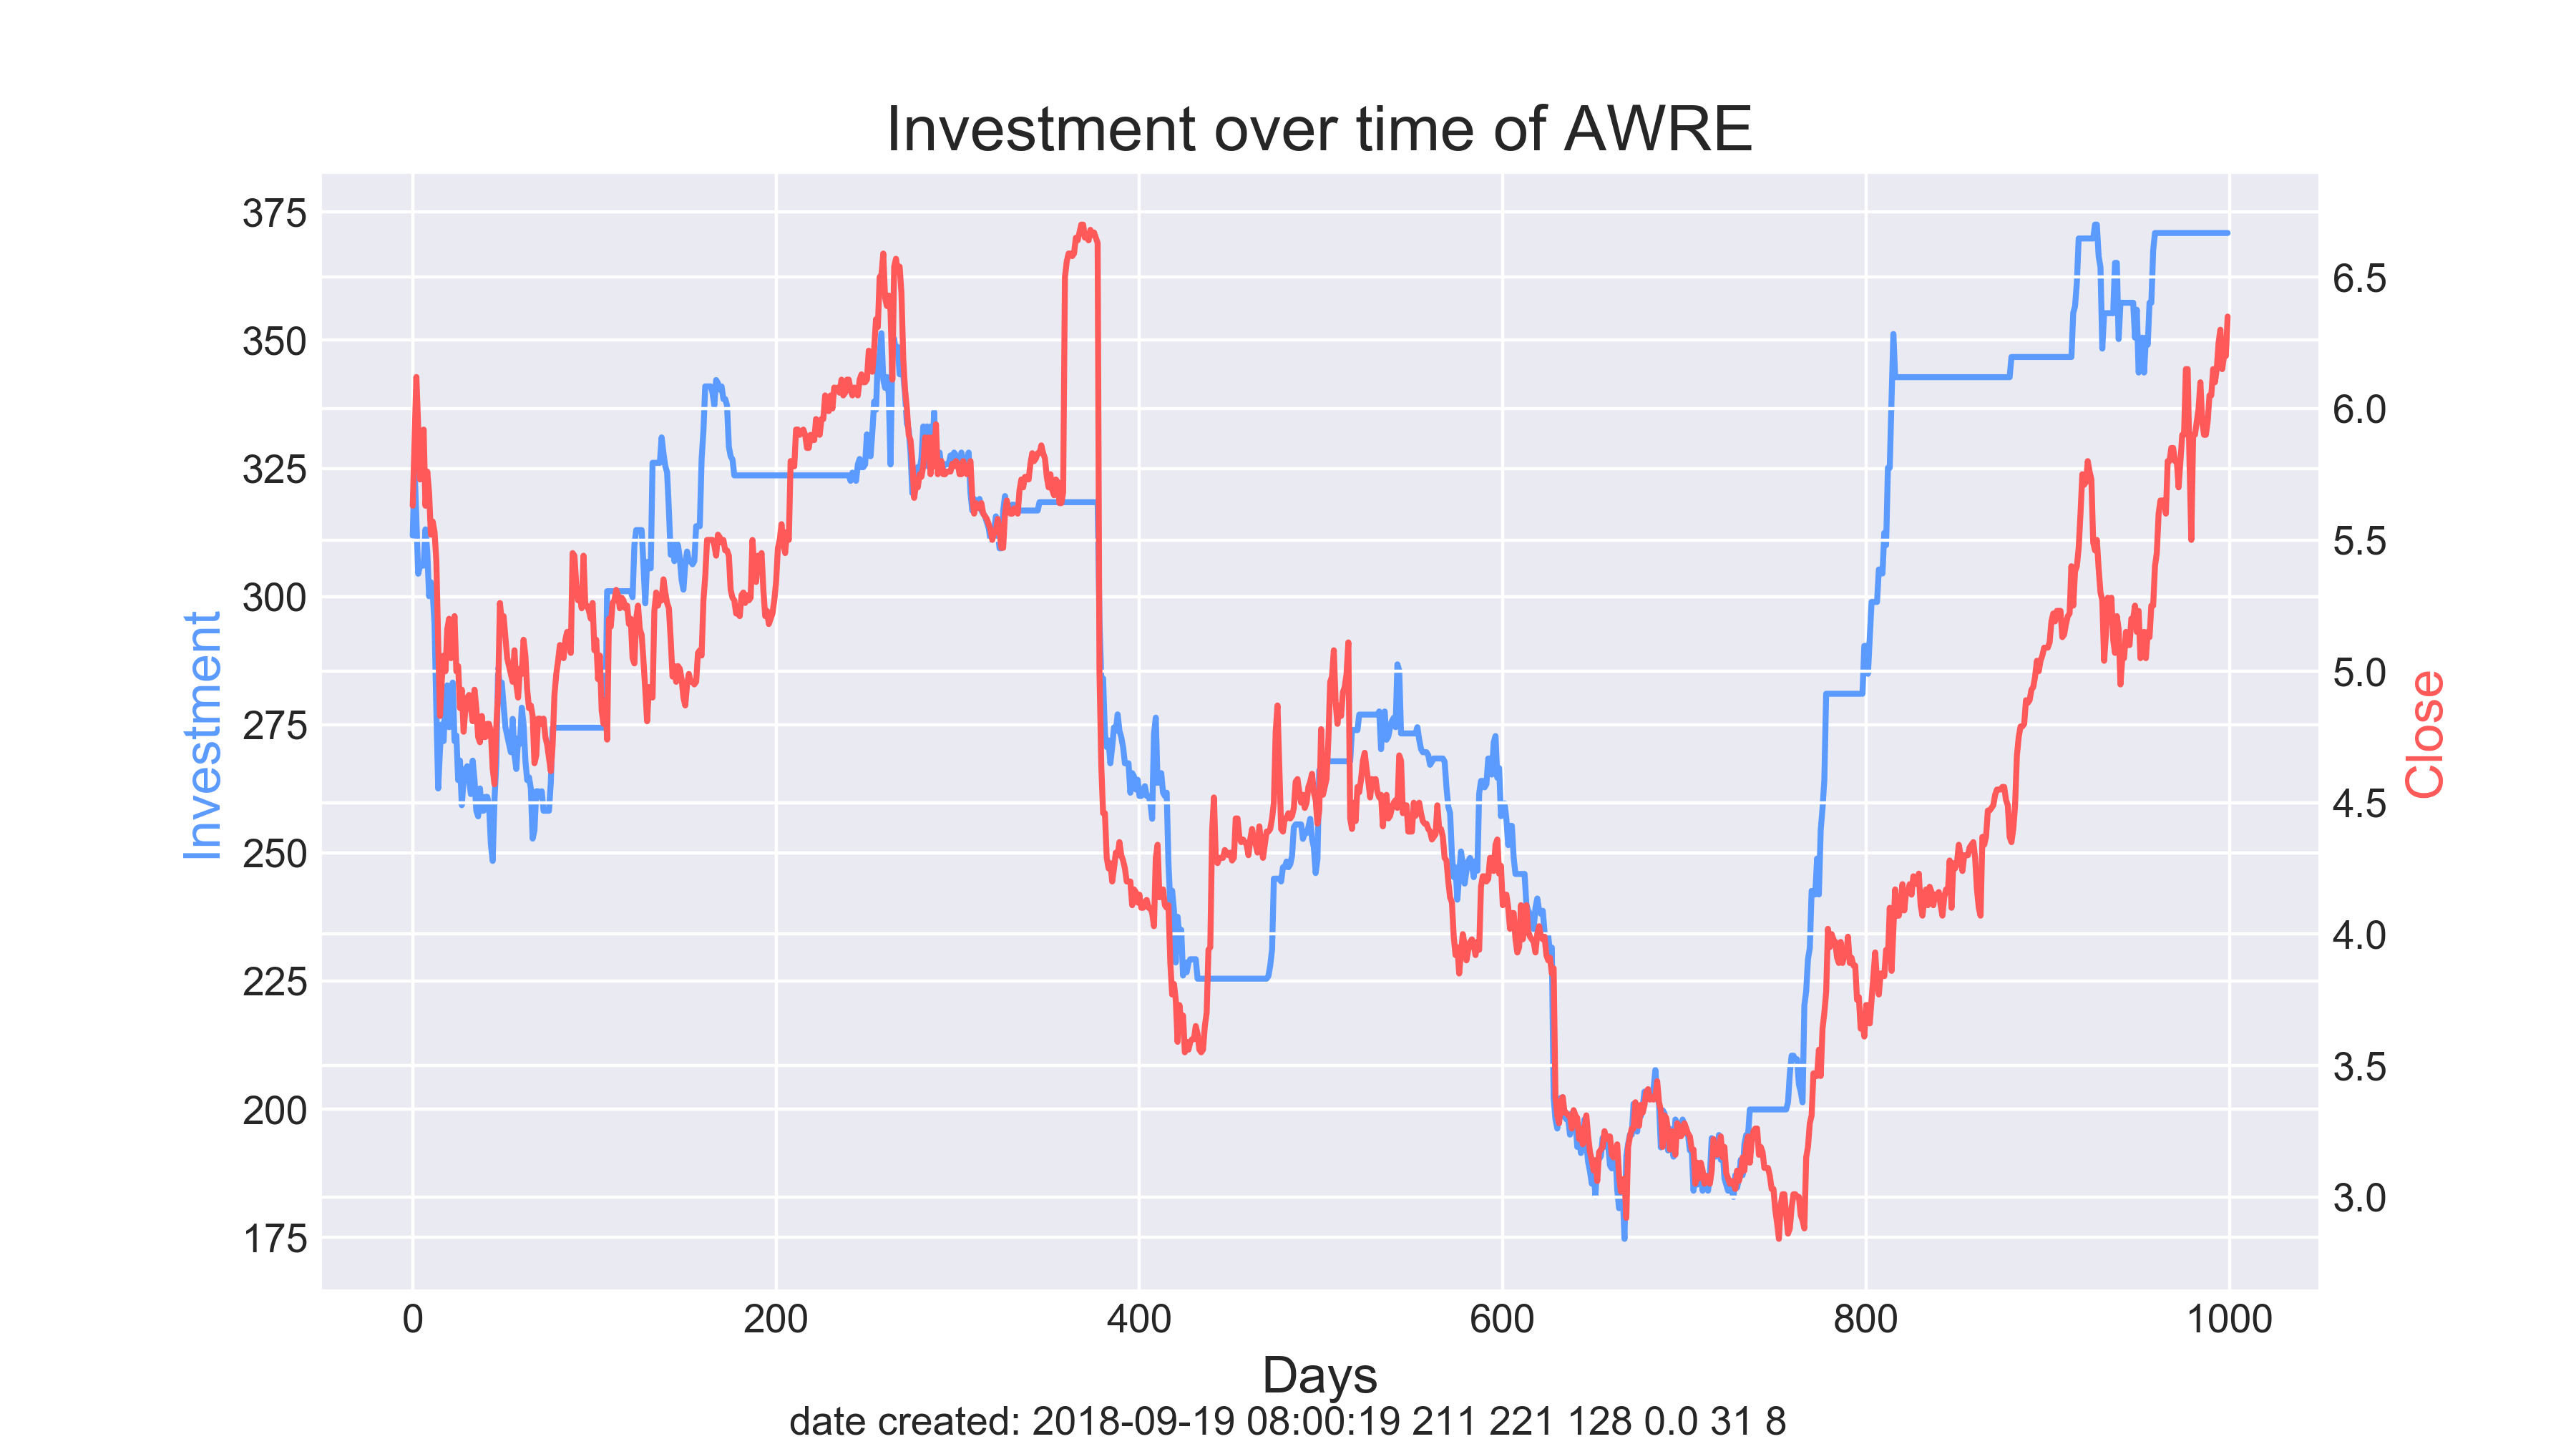 Investment over time of AWRE
375
350
325
300
275
250
225
200
175
Investment
6.5
6.0
5.5
5.0
4.5
4.0
3.5
3.0
Close
0 200 400 600 800 1000
Days
date created: 2018-09-19 08:00:19 211 221 128 0.0 31 8